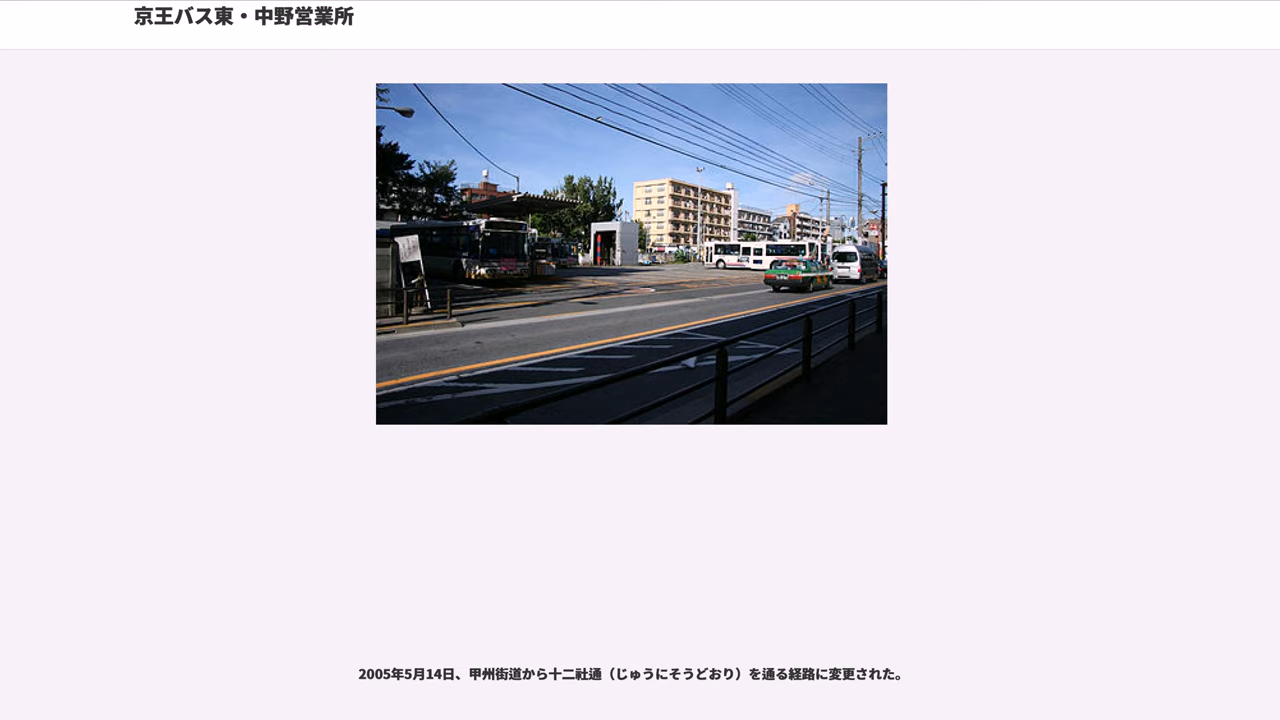 京王バス東・中野営業所
2005年5月14日、甲州街道から十二社通（じゅうにそうどおり）を通る経路に変更された。